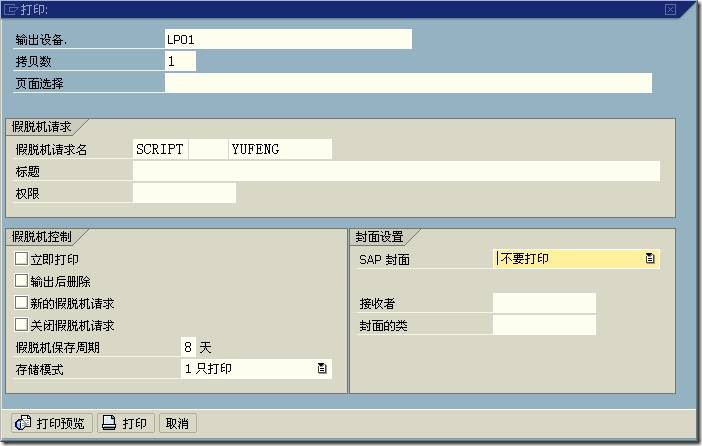 打印:
输出设备. LP01
拷贝数 1
页面选择
假脱机请求
假脱机请求名 SCRIPT YUFENG
标题
权限
假脱机控制
立即打印
输出后删除
新的假脱机请求
关闭假脱机请求
假脱机保存周期 8 天
存储模式 1 只打印
封面设置
SAP 封面 不要打印
接收者
封面的类
打印预览 打印 取消